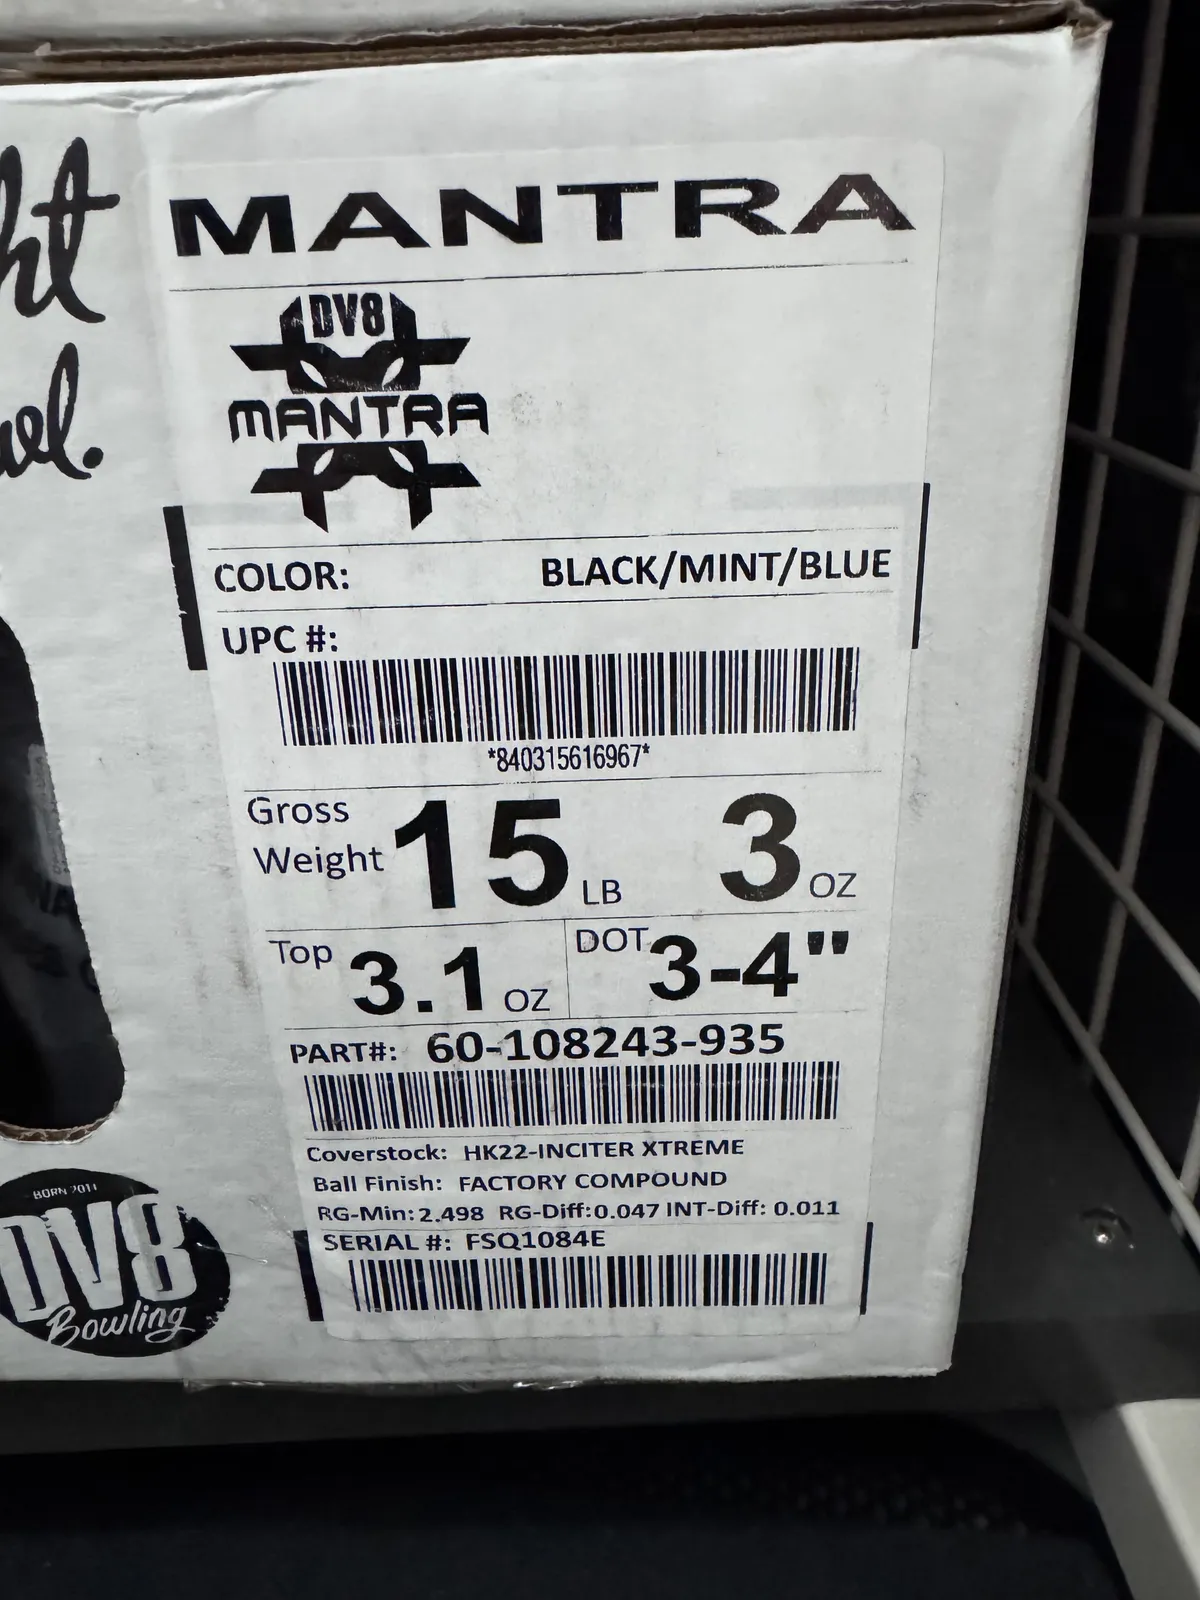 MANTRA
DV8
MANTRA
COLOR: BLACK/MINT/BLUE
UPC #:
*840315616967*
Gross Weight 15 LB 3 OZ
Top 3.1 OZ DOT 3-4"
PART#: 60-108243-935
Coverstock: HK22-INCITER XTREME
Ball Finish: FACTORY COMPOUND
RG-Min: 2.498 RG-Diff: 0.047 INT-Diff: 0.011
SERIAL #: FSQ1084E
BORN 2011
DV8
Bowling